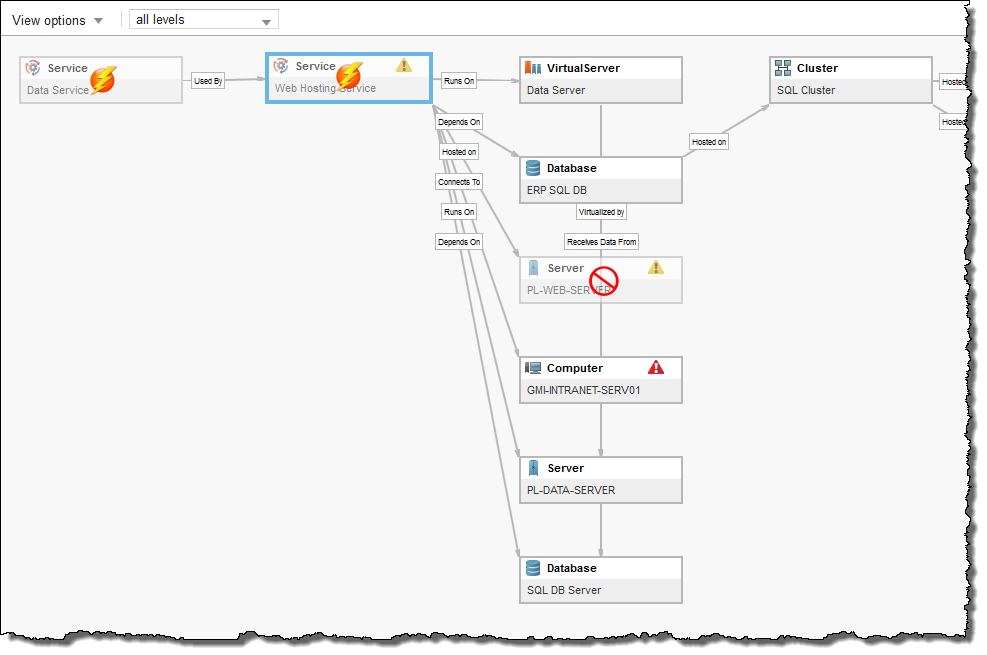 View options
all levels
Service
Data Service
Used By
Service
Web Hosting Service
Runs On
VirtualServer
Data Server
Cluster
SQL Cluster
Hosted
Hosted
Depends On
Hosted on
Connects To
Runs On
Depends On
Hosted on
Database
ERP SQL DB
Virtualized by
Receives Data From
Server
PL-WEB-SERVER
Computer
GMI-INTRANET-SERV01
Server
PL-DATA-SERVER
Database
SQL DB Server